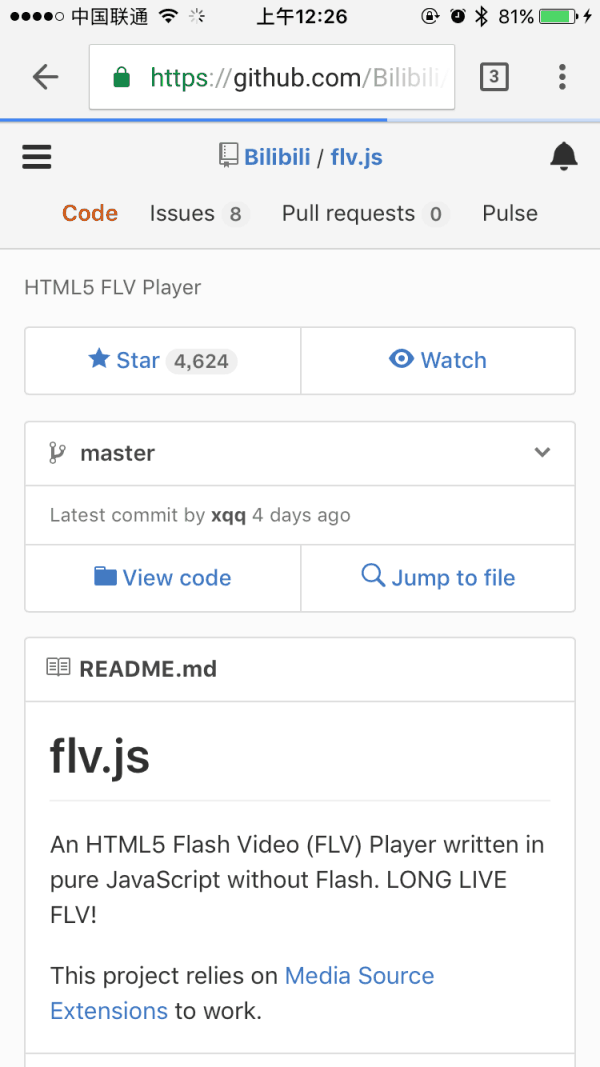 中国联通 上午12:26 81%
https://github.com/Bilibili/ 3
Bilibili / flv.js
Code Issues 8 Pull requests 0 Pulse
HTML5 FLV Player
Star 4,624 Watch
master
Latest commit by xqq 4 days ago
View code Jump to file
README.md
flv.js
An HTML5 Flash Video (FLV) Player written in
pure JavaScript without Flash. LONG LIVE
FLV!
This project relies on Media Source
Extensions to work.